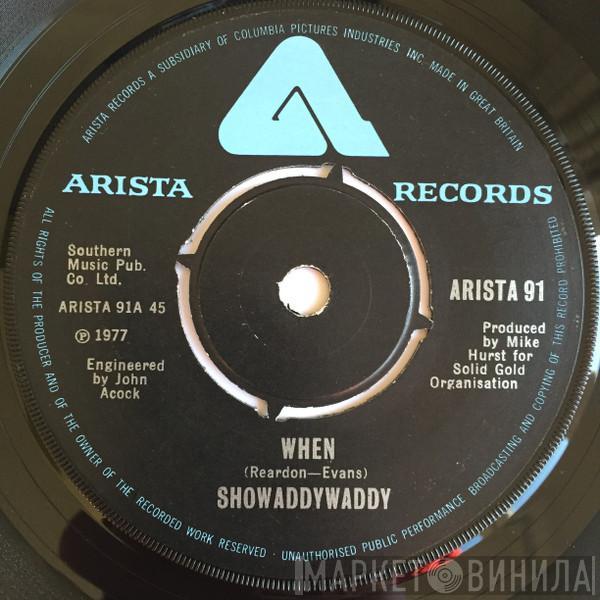 ARISTA RECORDS A SUBSIDIARY OF COLUMBIA PICTURES INDUSTRIES INC. MADE IN GREAT BRITAIN
ARISTA RECORDS
Southern
Music Pub.
Co. Ltd.
ARISTA 91A 45
℗ 1977
Engineered
by John
Acock
ARISTA 91
Produced
by Mike
Hurst for
Solid Gold
Organisation
WHEN
(Reardon—Evans)
SHOWADDYWADDY
ALL RIGHTS OF THE PRODUCER AND OF THE OWNER OF THE RECORDED WORK RESERVED · UNAUTHORISED PUBLIC PERFORMANCE BROADCASTING AND COPYING OF THIS RECORD PROHIBITED
МАРКЕТ ВИНИЛА